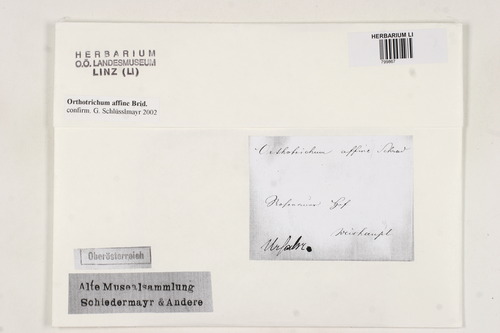 HERBARIUM
O.Ö. LANDESMUSEUM
LINZ (LI)
HERBARIUM LI
Orthotrichum affine Brid.
confirm. G. Schlüsslmayr 2002
Orthotrichum affine Schrad
Urfahr.
Oberösterreich
Alte Musealsammlung
Schiedermayr & Andere